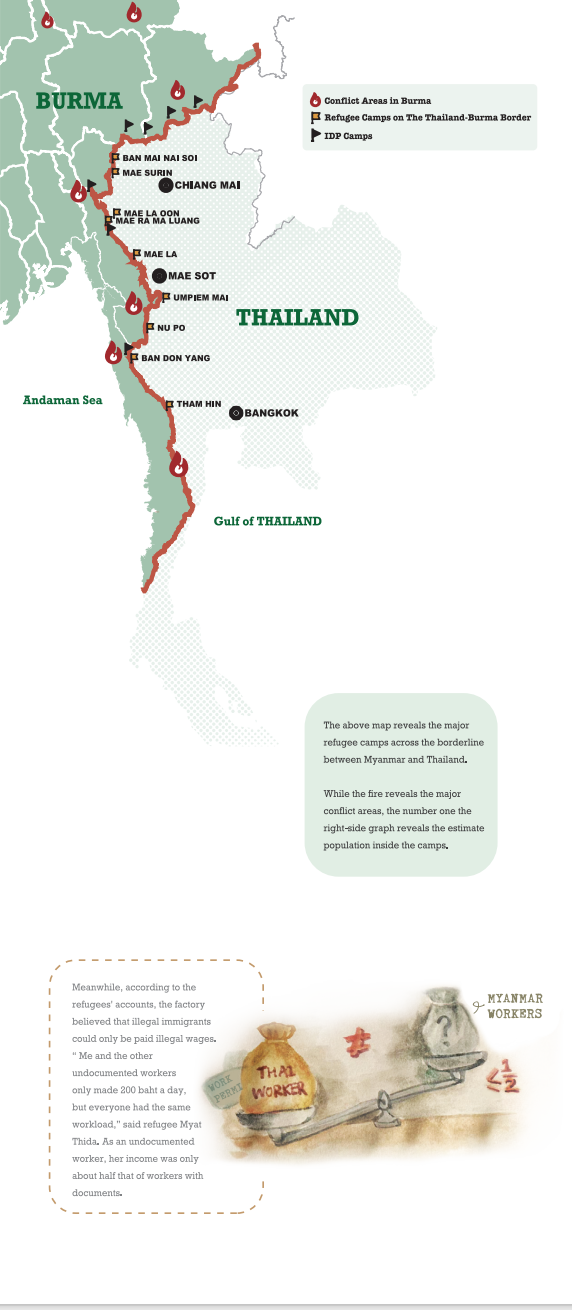 BURMA
Conflict Areas in Burma
Refugee Camps on The Thailand-Burma Border
IDP Camps
BAN MAI NAI SOI
MAE SURIN
CHIANG MAI
MAE LA OON
MAE RA MA LUANG
MAE LA
MAE SOT
UMPIEM MAI
THAILAND
NU PO
BAN DON YANG
Andaman Sea
THAM HIN
BANGKOK
Gulf of THAILAND
The above map reveals the major
refugee camps across the borderline
between Myanmar and Thailand.
While the fire reveals the major
conflict areas, the number one the
right-side graph reveals the estimate
population inside the camps.
Meanwhile, according to the
refugees' accounts, the factory
believed that illegal immigrants
could only be paid illegal wages.
“ Me and the other
undocumented workers
only made 200 baht a day,
but everyone had the same
workload,” said refugee Myat
Thida. As an undocumented
worker, her income was only
about half that of workers with
documents.
WORK
PERMI
THAI
WORKER
≠
?
MYANMAR
WORKERS
<1/2